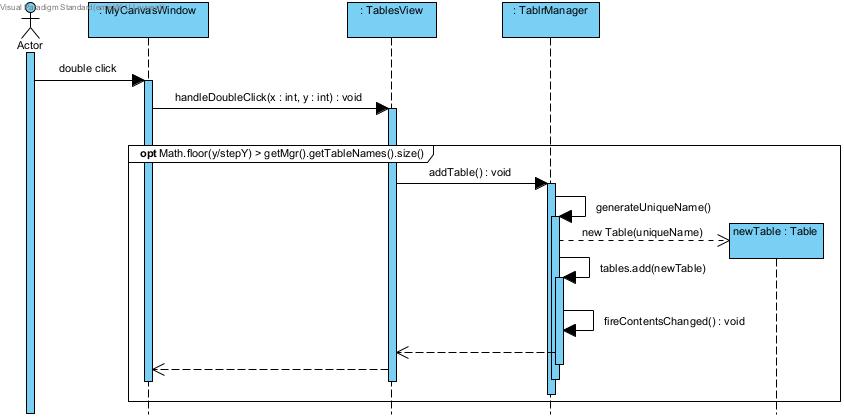 Visual Paradigm Standard
: MyCanvasWindow
: TablesView
: TablrManager
Actor
double click
handleDoubleClick(x : int, y : int) : void
opt Math.floor(y/stepY) > getMgr().getTableNames().size()
addTable() : void
generateUniqueName()
new Table(uniqueName)
newTable : Table
tables.add(newTable)
fireContentsChanged() : void